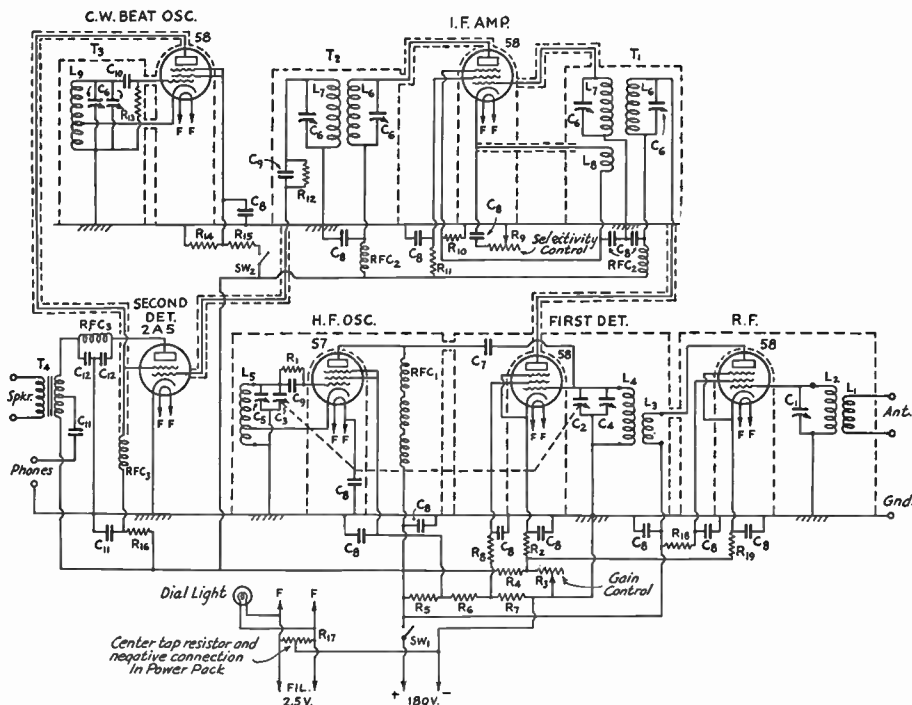 C.W. BEAT OSC.
I.F. AMP.
58
58
T3
T2
T1
L9
C10
C6
R13
F F
L7
L6
C6
C6
C9
R12
F F
L7
L6
C6
C6
L8
C8
R14
R15
SW2
C8
RFC2
C8
R11
R10
C8
R9
Selectivity
Control
C8
RFC2
SECOND
DET.
2A5
H.F. OSC.
FIRST DET.
R.F.
57
58
58
T4
RFC3
C12 C12
Spkr.
C11
Phones
F F
RFC3
C11
R16
L5
R1
C5
C3
C9
F F
C8
RFC1
C7
F F
C2
C4
L4
L3
F F
C1
L2
L1
Ant.
Gnd.
C8
C8
R8
C8
R2
C8
C8
R18
C8
R19
C8
R4
R3
Gain
Control
R5
R6
R7
Dial Light
F
F
R17
SW1
Center tap resistor and
negative connection
In Power Pack
FIL.
2.5V.
+
180V.
−